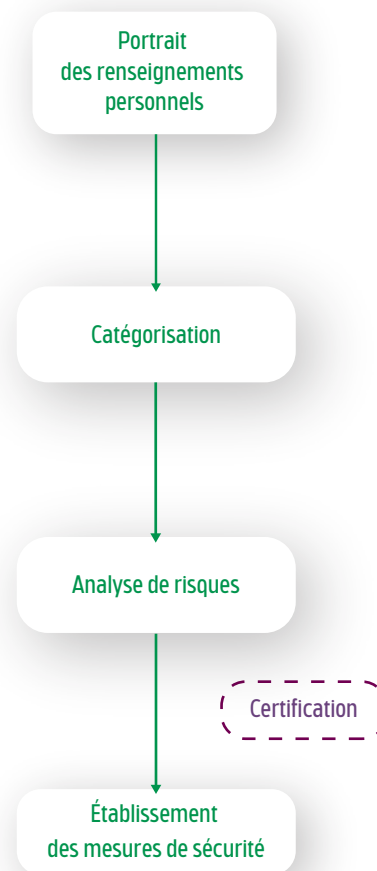 Portrait
des renseignements
personnels
Catégorisation
Analyse de risques
Certification
Établissement
des mesures de sécurité